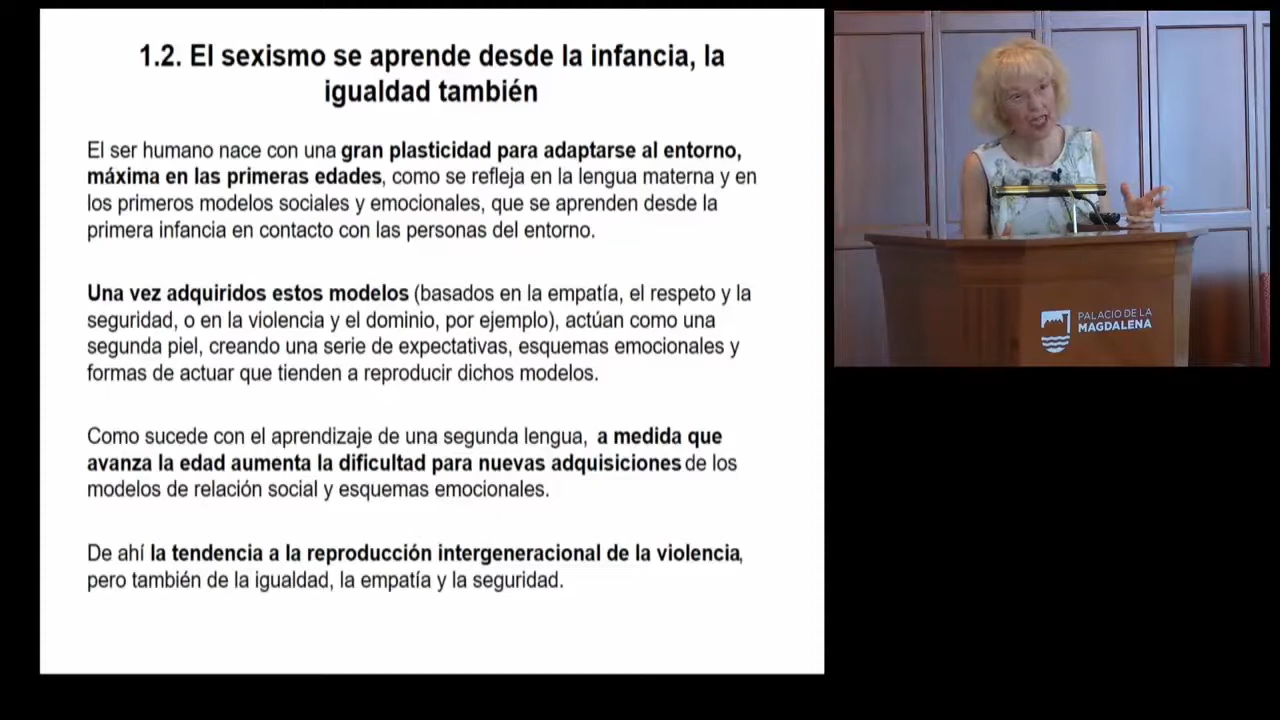 1.2. El sexismo se aprende desde la infancia, la
igualdad también
El ser humano nace con una gran plasticidad para adaptarse al entorno,
máxima en las primeras edades, como se refleja en la lengua materna y en
los primeros modelos sociales y emocionales, que se aprenden desde la
primera infancia en contacto con las personas del entorno.
Una vez adquiridos estos modelos (basados en la empatía, el respeto y la
seguridad, o en la violencia y el dominio, por ejemplo), actúan como una
segunda piel, creando una serie de expectativas, esquemas emocionales y
formas de actuar que tienden a reproducir dichos modelos.
Como sucede con el aprendizaje de una segunda lengua, a medida que
avanza la edad aumenta la dificultad para nuevas adquisiciones de los
modelos de relación social y esquemas emocionales.
De ahí la tendencia a la reproducción intergeneracional de la violencia,
pero también de la igualdad, la empatía y la seguridad.
PALACIO DE LA
MAGDALENA